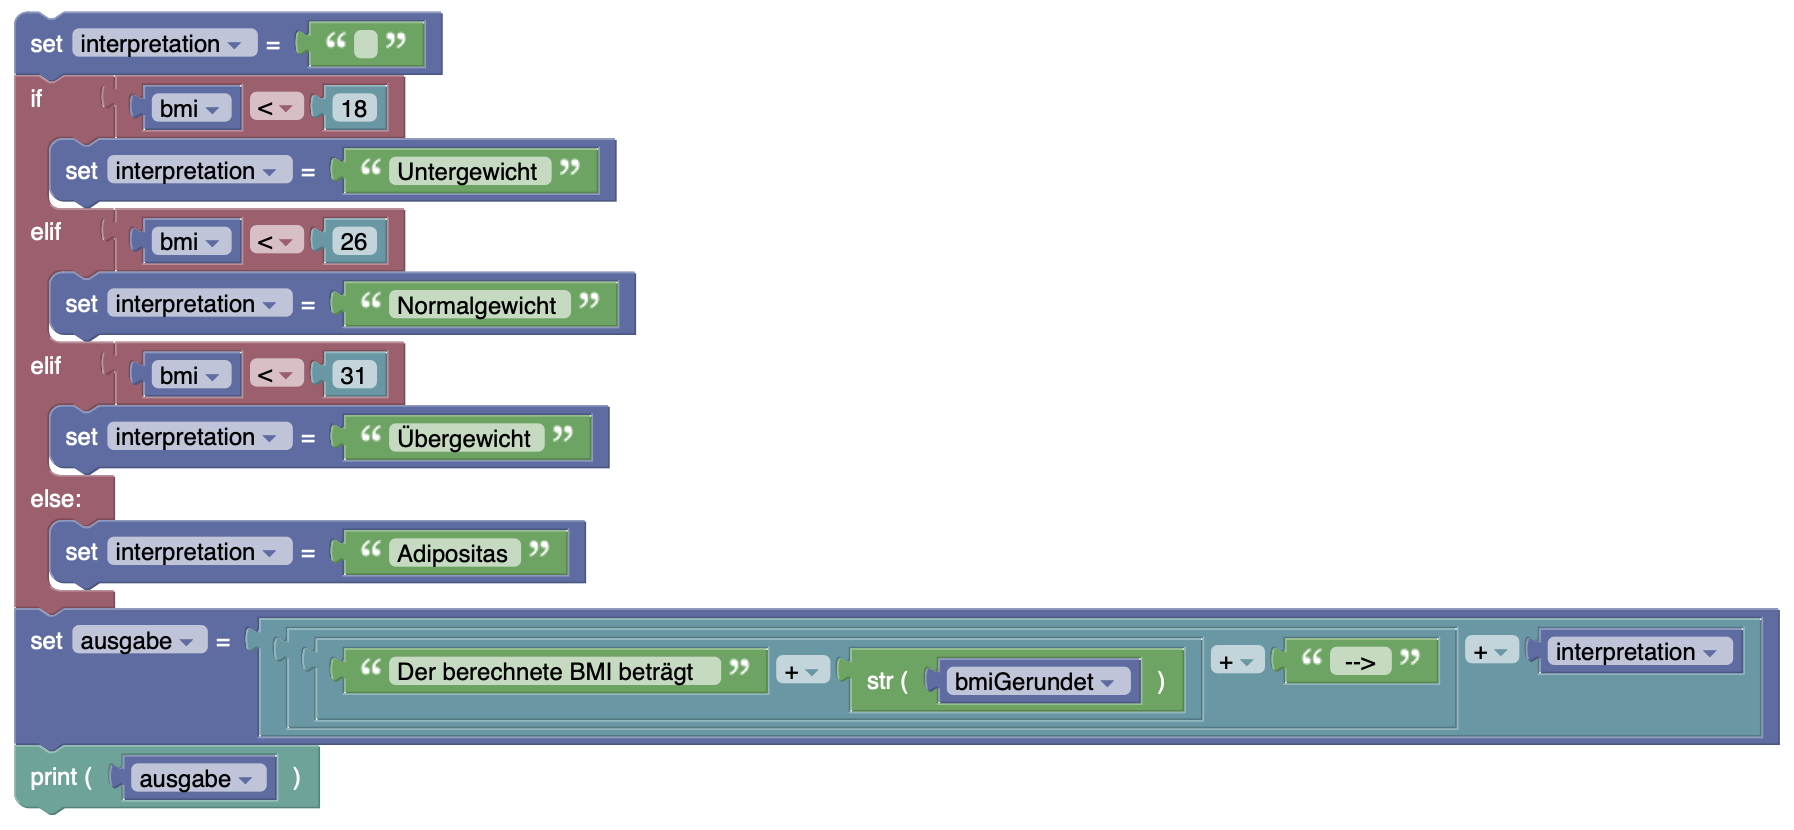 set interpretation = “ ”
if bmi < 18
set interpretation = “ Untergewicht ”
elif bmi < 26
set interpretation = “ Normalgewicht ”
elif bmi < 31
set interpretation = “ Übergewicht ”
else:
set interpretation = “ Adipositas ”
set ausgabe = “ Der berechnete BMI beträgt ” + str ( bmiGerundet ) + “ --> ” + interpretation
print ( ausgabe )